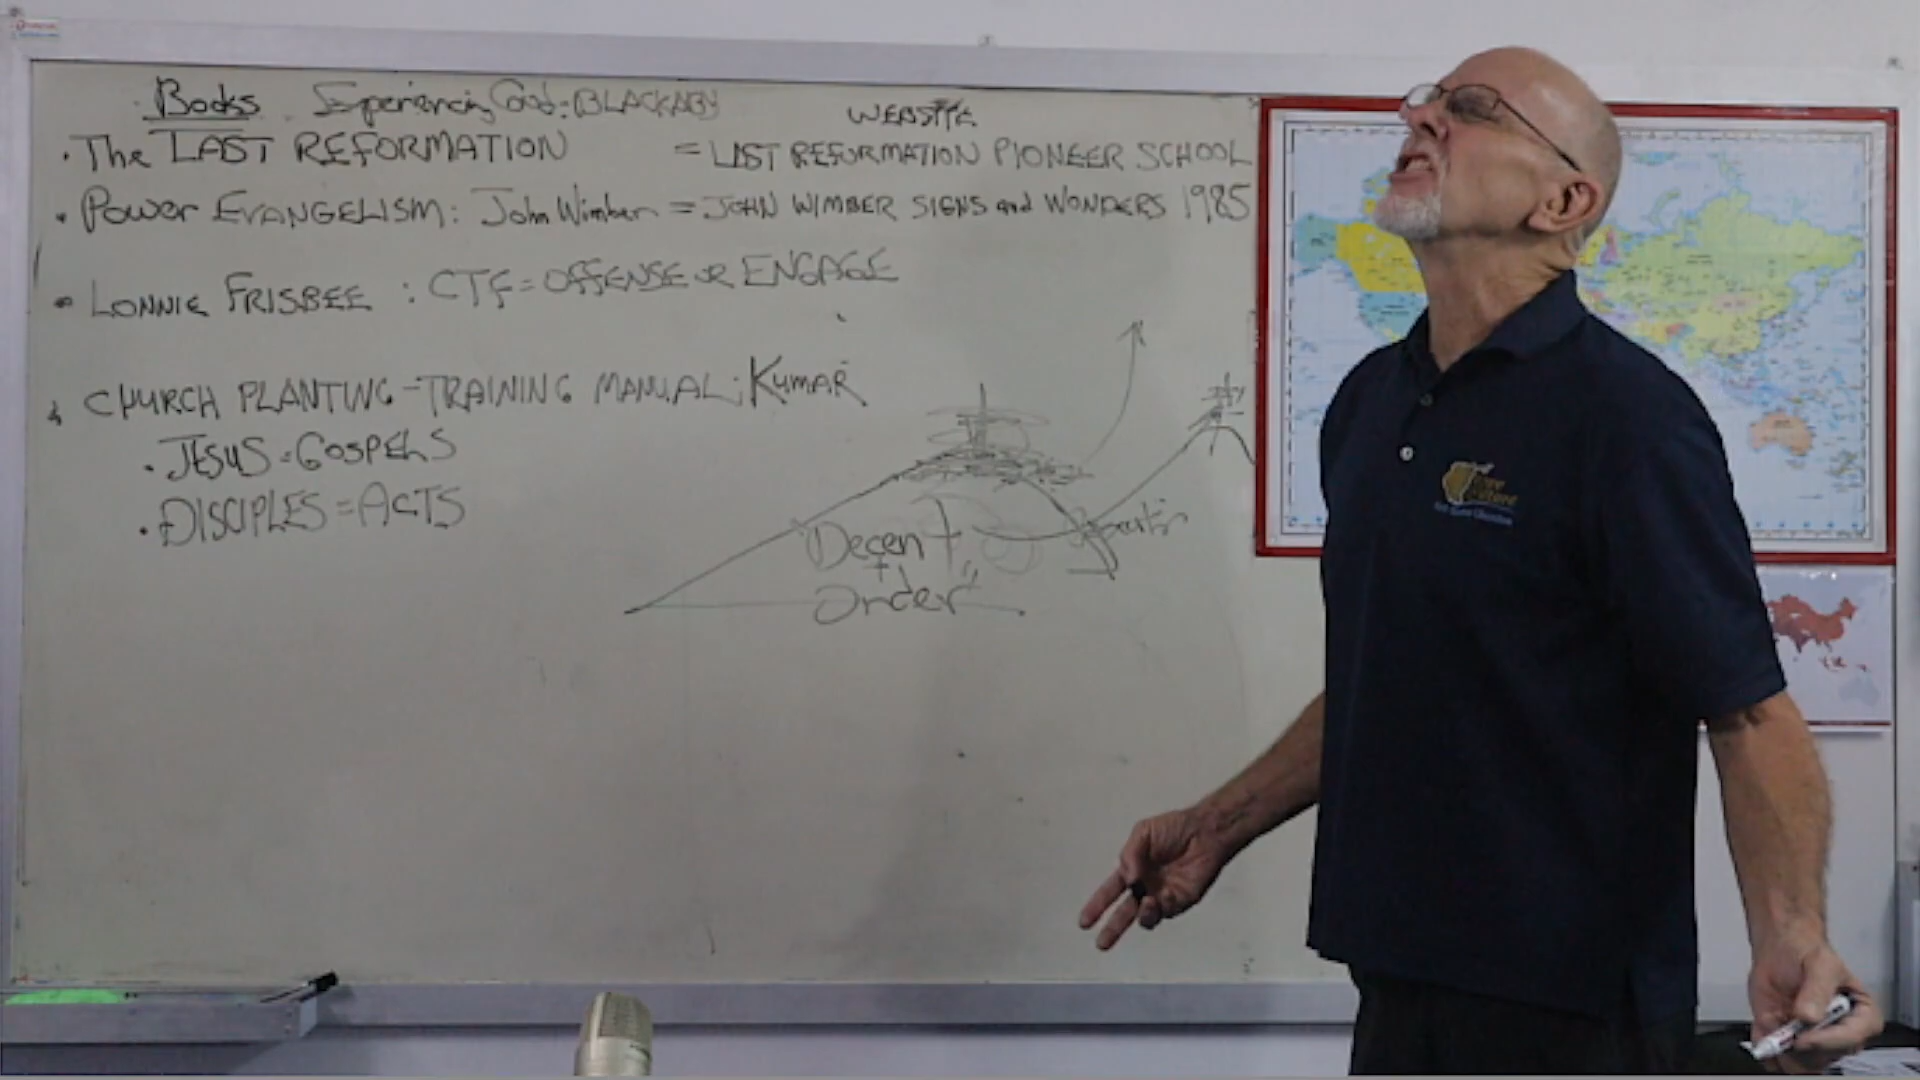 Books Experiencing God: BLACKABY
WEBSITE
• The LAST REFORMATION = LAST REFORMATION PIONEER SCHOOL
• Power Evangelism: John Wimber = JOHN WIMBER SIGNS and WONDERS 1985
• LONNIE FRISBEE : CTF = OFFENSE or ENGAGE
• CHURCH PLANTING - TRAINING MANUAL: Kumar
• JESUS = GOSPELS
• DISCIPLES = ACTS
Decent
+
Order"